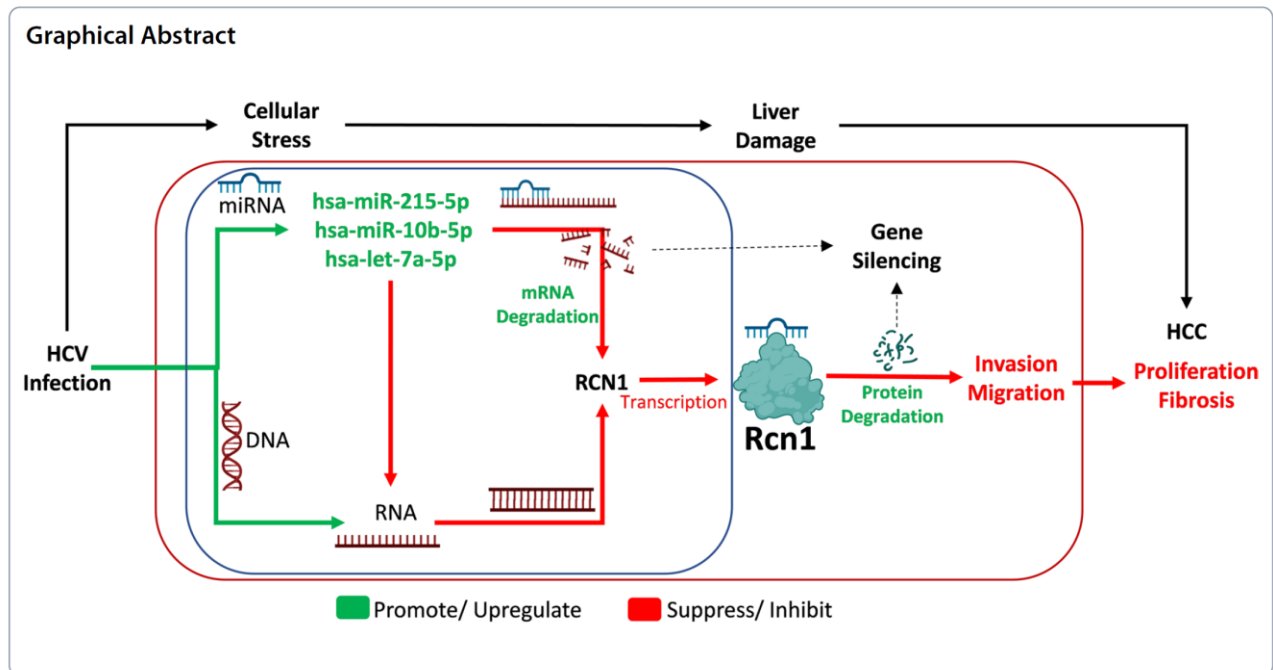 Graphical Abstract
Cellular
Stress
Liver
Damage
miRNA
hsa-miR-215-5p
hsa-miR-10b-5p
hsa-let-7a-5p
mRNA
Degradation
Gene
Silencing
HCV
Infection
HCC
Proliferation
Fibrosis
RCN1
Transcription
Rcn1
Protein
Degradation
Invasion
Migration
DNA
RNA
Promote/ Upregulate
Suppress/ Inhibit